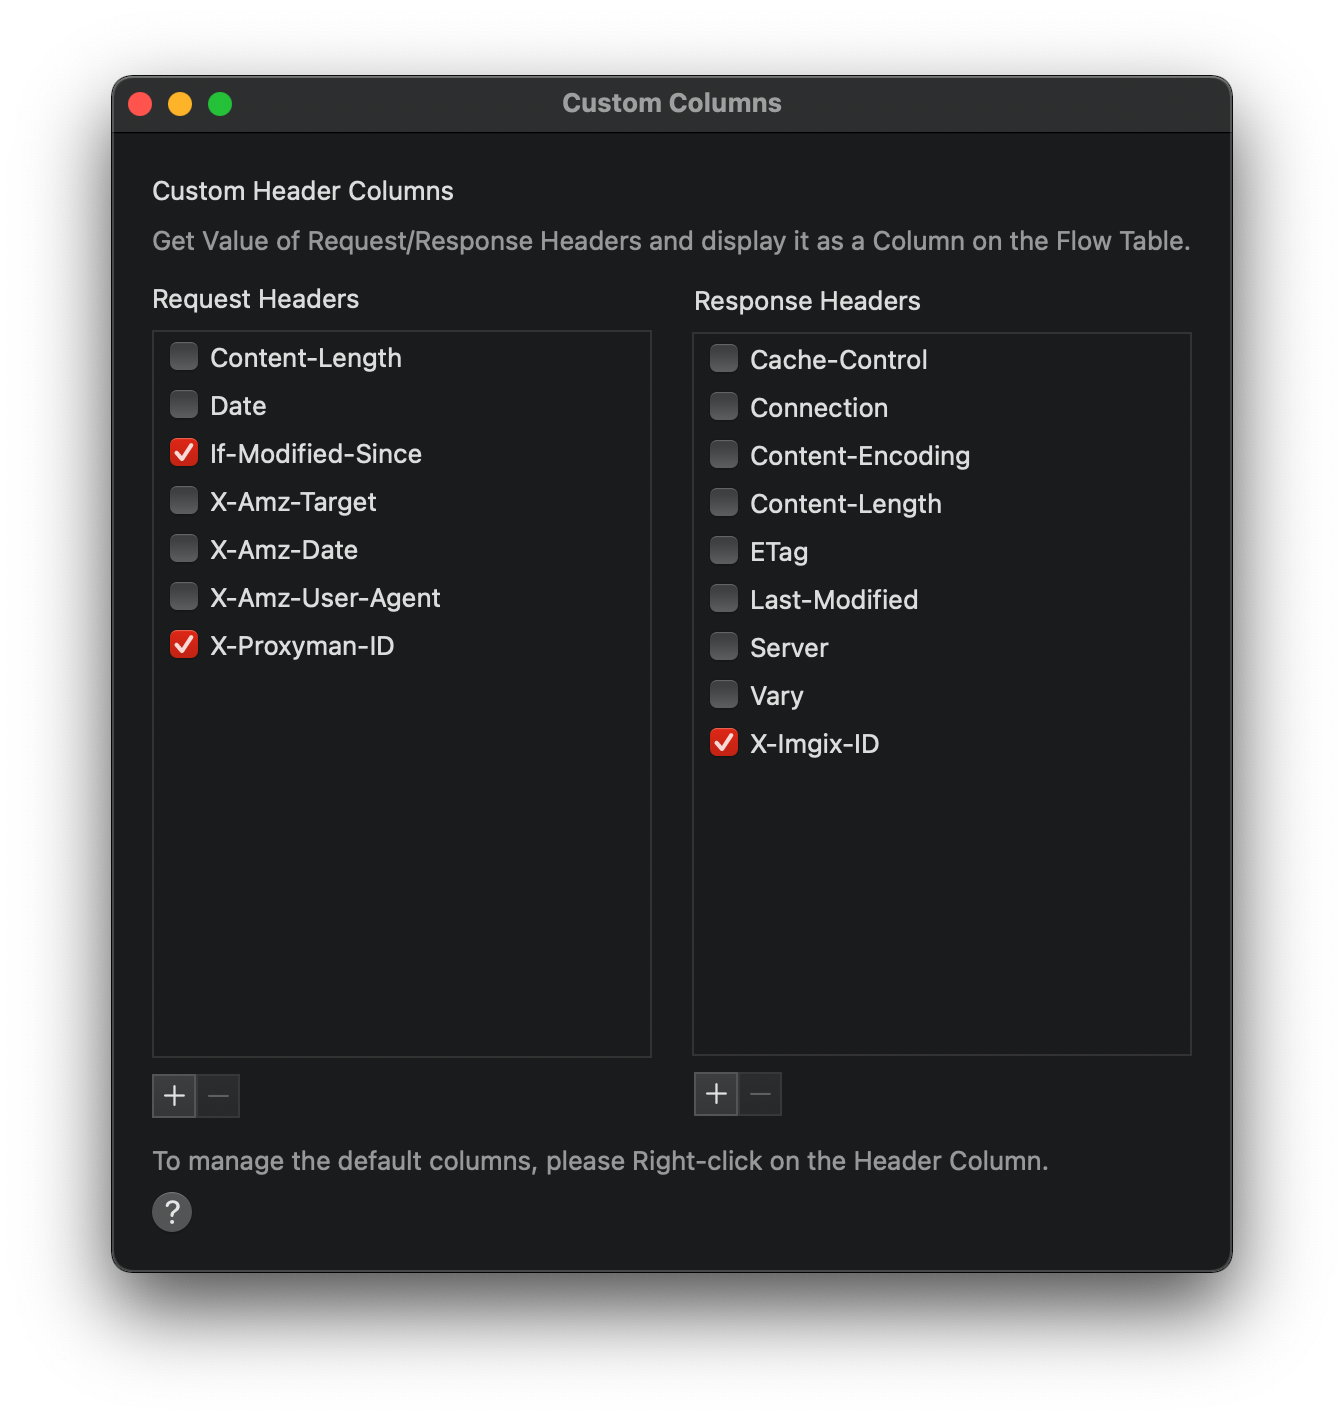 Custom Columns
Custom Header Columns
Get Value of Request/Response Headers and display it as a Column on the Flow Table.
Request Headers
Content-Length
Date
If-Modified-Since
X-Amz-Target
X-Amz-Date
X-Amz-User-Agent
X-Proxyman-ID
Response Headers
Cache-Control
Connection
Content-Encoding
Content-Length
ETag
Last-Modified
Server
Vary
X-Imgix-ID
To manage the default columns, please Right-click on the Header Column.
?